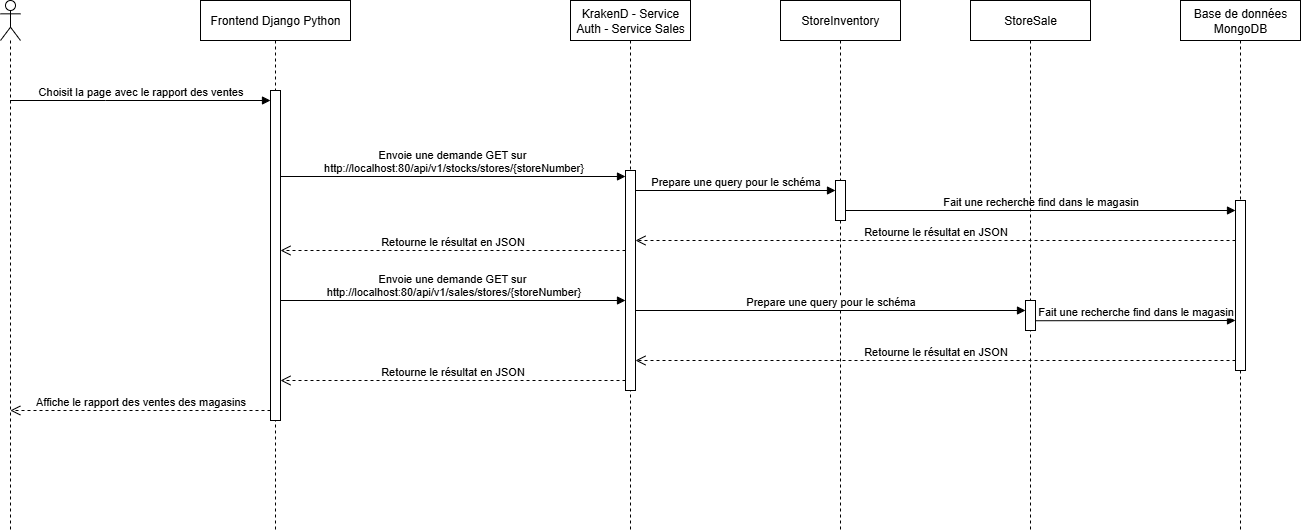 Frontend Django Python
KrakenD - Service
Auth - Service Sales
StoreInventory
StoreSale
Base de données
MongoDB
Choisit la page avec le rapport des ventes
Envoie une demande GET sur
http://localhost:80/api/v1/stocks/stores/{storeNumber}
Prepare une query pour le schéma
Fait une recherche find dans le magasin
Retourne le résultat en JSON
Retourne le résultat en JSON
Envoie une demande GET sur
http://localhost:80/api/v1/sales/stores/{storeNumber}
Prepare une query pour le schéma
Fait une recherche find dans le magasin
Retourne le résultat en JSON
Retourne le résultat en JSON
Affiche le rapport des ventes des magasins